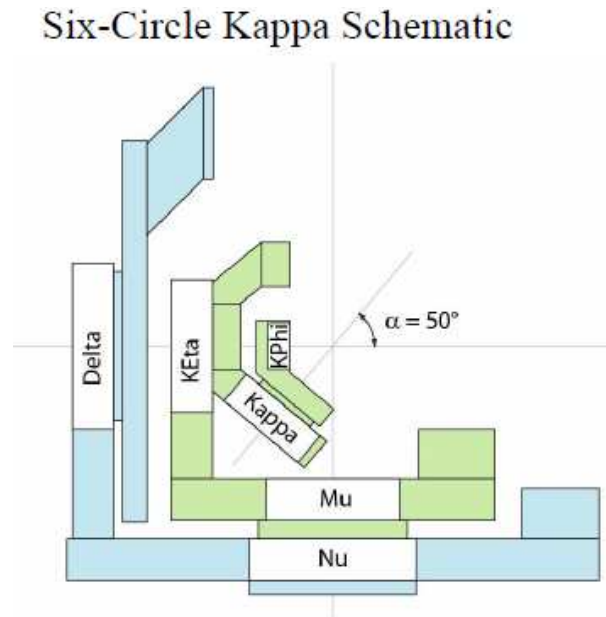 Six-Circle Kappa Schematic
α = 50°
Delta
KEta
KPhi
Kappa
Mu
Nu